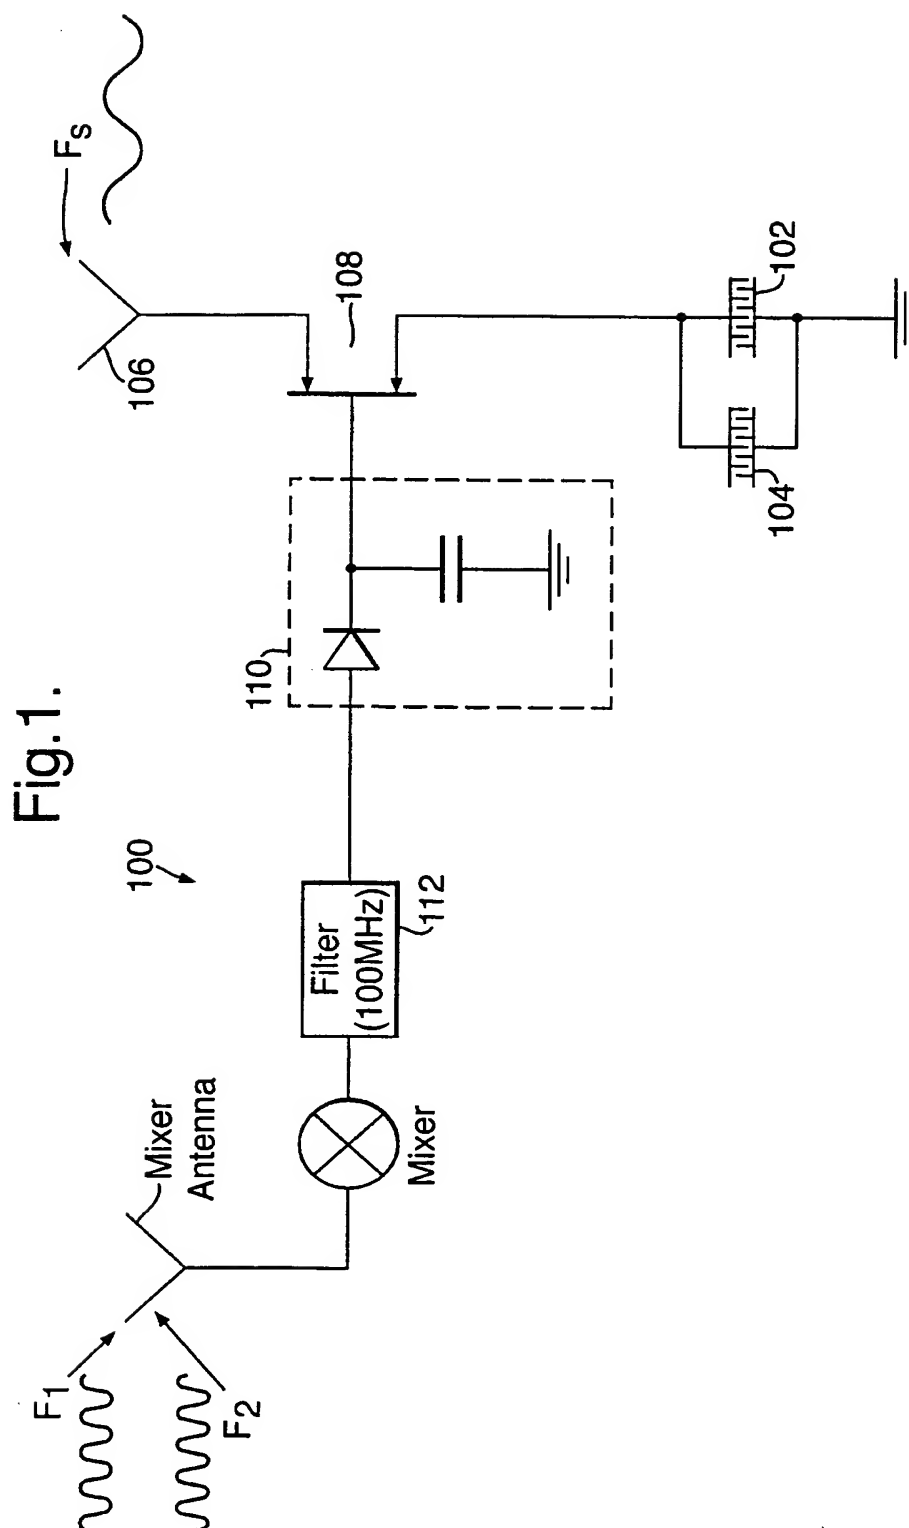 Fig.1.
100
F1
F2
Mixer
Antenna
Mixer
Filter
(100MHz)
112
110
106
FS
108
104
102